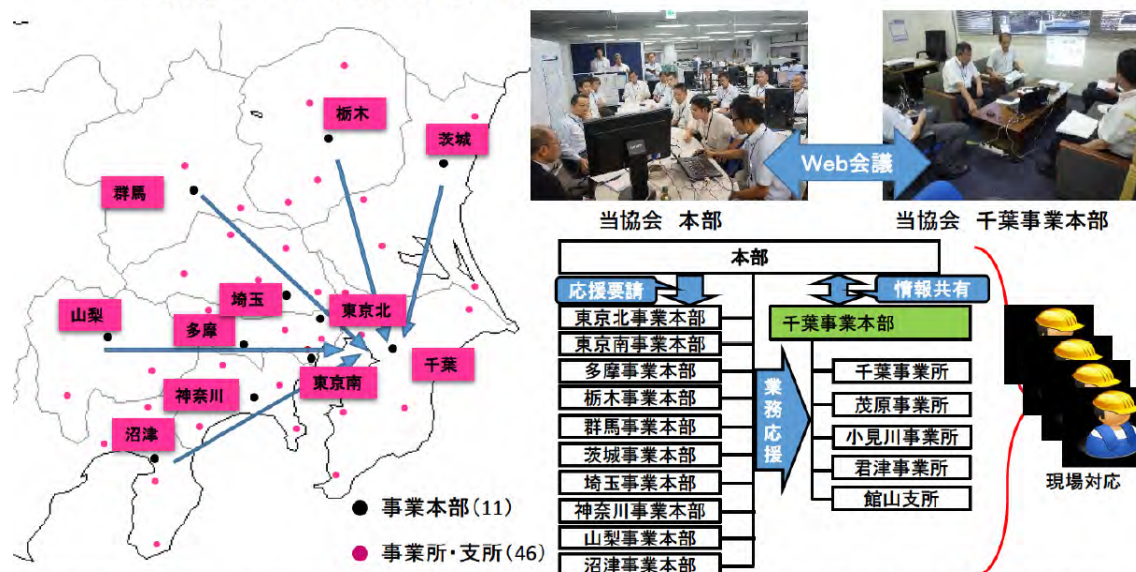 栃木
茨城
群馬
埼玉
東京北
山梨
多摩
千葉
東京南
神奈川
沼津
事業本部(11)
事業所・支所(46)
Web会議
当協会 本部
当協会 千葉事業本部
本部
応援要請
情報共有
東京北事業本部
東京南事業本部
多摩事業本部
栃木事業本部
群馬事業本部
茨城事業本部
埼玉事業本部
神奈川事業本部
山梨事業本部
沼津事業本部
業務応援
千葉事業本部
千葉事業所
茂原事業所
小見川事業所
君津事業所
館山支所
現場対応